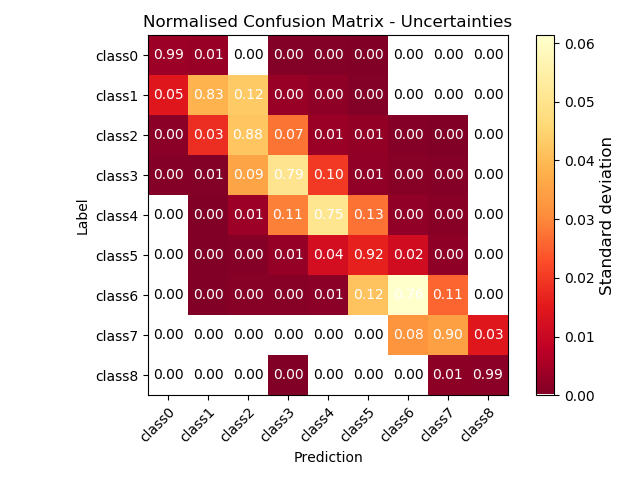 Normalised Confusion Matrix - Uncertainties
class0 0.99 0.01 0.00 0.00 0.00 0.00 0.00 0.00 0.00
class1 0.05 0.83 0.12 0.00 0.00 0.00 0.00 0.00 0.00
class2 0.00 0.03 0.88 0.07 0.01 0.01 0.00 0.00 0.00
class3 0.00 0.01 0.09 0.79 0.10 0.01 0.00 0.00 0.00
class4 0.00 0.00 0.01 0.11 0.75 0.13 0.00 0.00 0.00
class5 0.00 0.00 0.00 0.01 0.04 0.92 0.02 0.00 0.00
class6 0.00 0.00 0.00 0.00 0.01 0.12 0.11 0.00
class7 0.00 0.00 0.00 0.00 0.00 0.00 0.08 0.90 0.03
class8 0.00 0.00 0.00 0.00 0.00 0.00 0.00 0.01 0.99
class0 class1 class2 class3 class4 class5 class6 class7 class8
Prediction
Label
0.06
0.05
0.04
0.03
0.02
0.01
0.00
Standard deviation